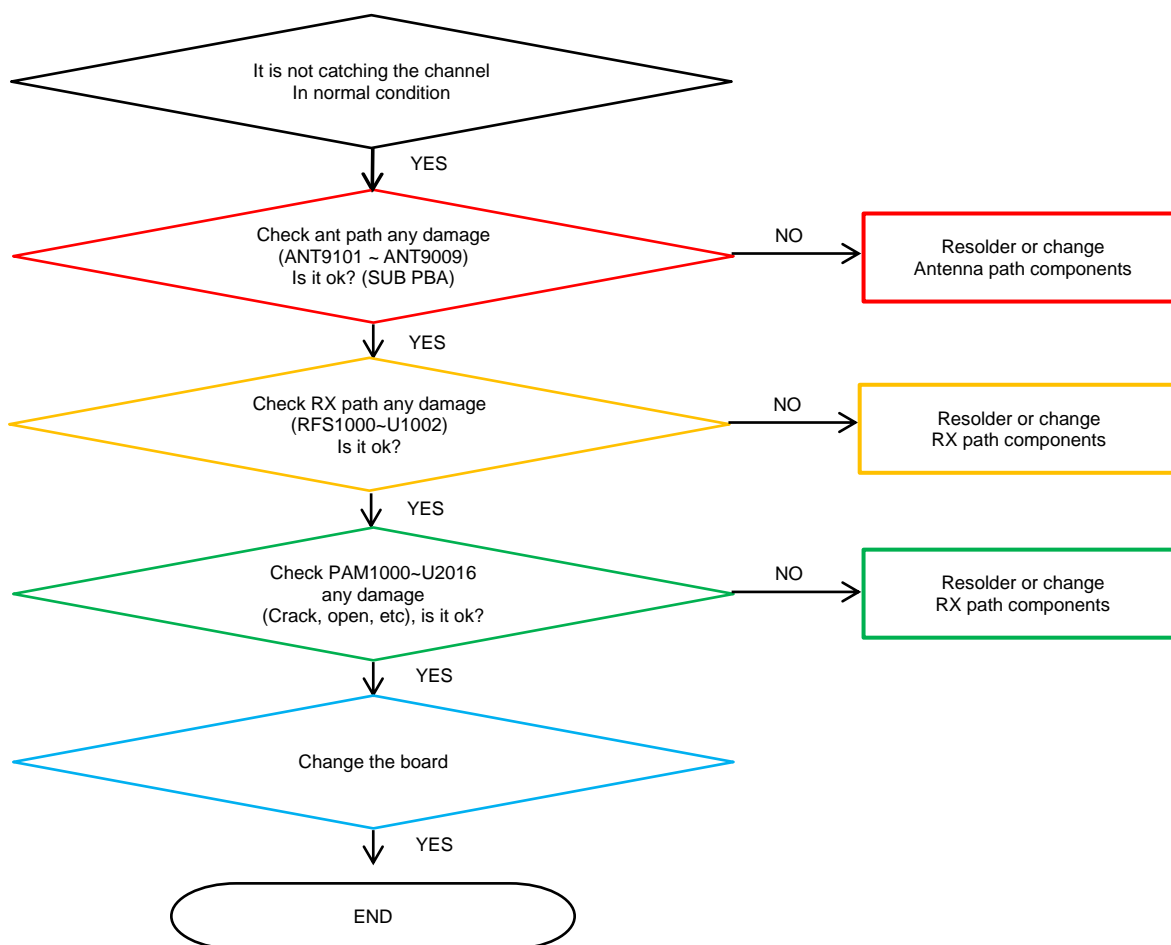 It is not catching the channel
In normal condition
YES
Check ant path any damage
(ANT9101 ~ ANT9009)
Is it ok? (SUB PBA)
NO
Resolder or change
Antenna path components
YES
Check RX path any damage
(RFS1000~U1002)
Is it ok?
NO
Resolder or change
RX path components
YES
Check PAM1000~U2016
any damage
(Crack, open, etc), is it ok?
NO
Resolder or change
RX path components
YES
Change the board
YES
END